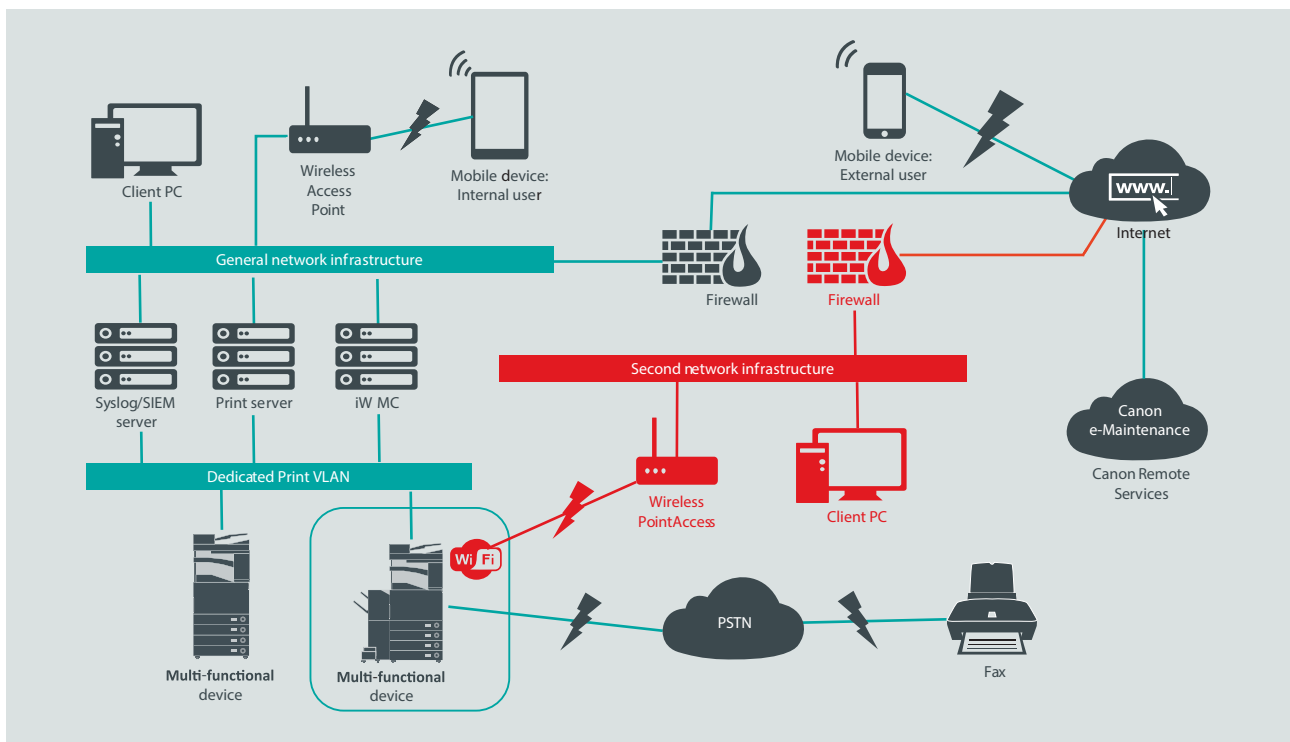 Client PC
Wireless
Access
Point
Mobile device:
Internal user
Mobile device:
External user
www.
Internet
General network infrastructure
Firewall
Firewall
Syslog/SIEM
server
Print server
iW MC
Second network infrastructure
Canon
e-Maintenance
Canon Remote
Services
Dedicated Print VLAN
Wireless
PointAccess
Client PC
Wi Fi
Multi-functional
device
Multi-functional
device
PSTN
Fax